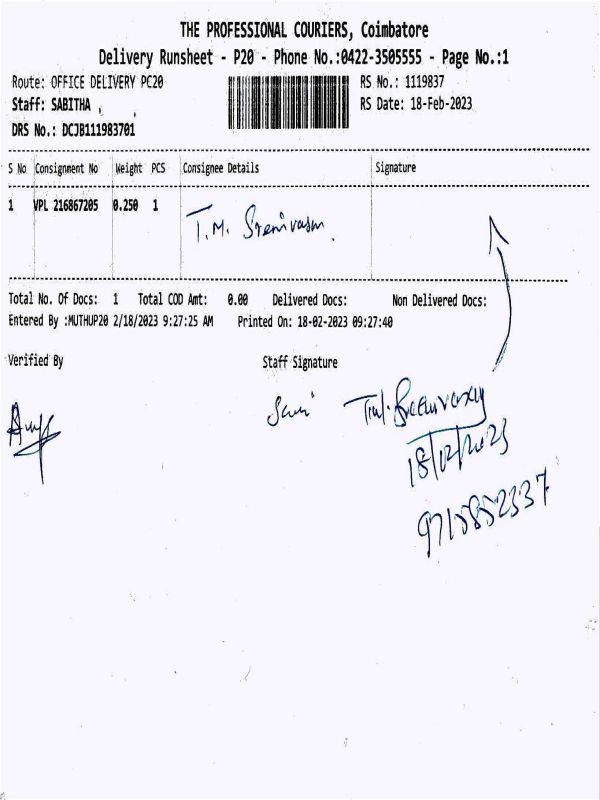 THE PROFESSIONAL COURIERS, Coimbatore
Delivery Runsheet - P20 - Phone No.:0422-3505555 - Page No.:1
Route: OFFICE DELIVERY PC20
RS No.: 1119837
Staff: SABITHA
RS Date: 18-Feb-2023
DRS No.: DCJB111983701
S No Consignment No Weight PCS Consignee Details Signature
1 VPL 216867205 0.250 1 T.M. Sreenivasan
Total No. Of Docs: 1 Total COD Amt: 0.00 Delivered Docs: Non Delivered Docs:
Entered By :MUTHUP20 2/18/2023 9:27:25 AM Printed On: 18-02-2023 09:27:40
Verified By Staff Signature
18/02/2023
9715852337